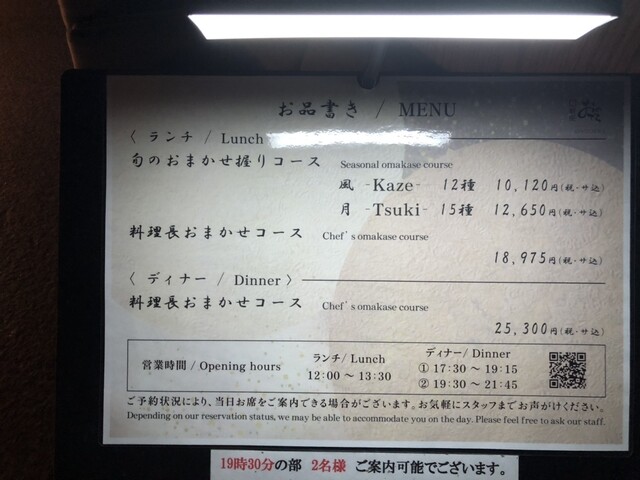 お品書き / MENU
〈 ランチ / Lunch
旬のおまかせ握りコース Seasonal omakase course
風 -Kaze- 12種 10,120円(税・サ込)
月 -Tsuki- 15種 12,650円(税・サ込)
料理長おまかせコース Chef's omakase course
18,975円(税・サ込)
〈 ディナー / Dinner 〉
料理長おまかせコース Chef's omakase course
25,300円(税・サ込)
営業時間 / Opening hours
ランチ/ Lunch
12:00 ～ 13:30
ディナー/ Dinner
① 17:30 ～ 19:15
② 19:30 ～ 21:45
ご予約状況により、当日お席をご案内できる場合がございます。お気軽にスタッフまでお声がけください。
Depending on our reservation status, we may be able to accommodate you on the day. Please feel free to ask our staff.
19時30分の部 2名様 ご案内可能でございます。